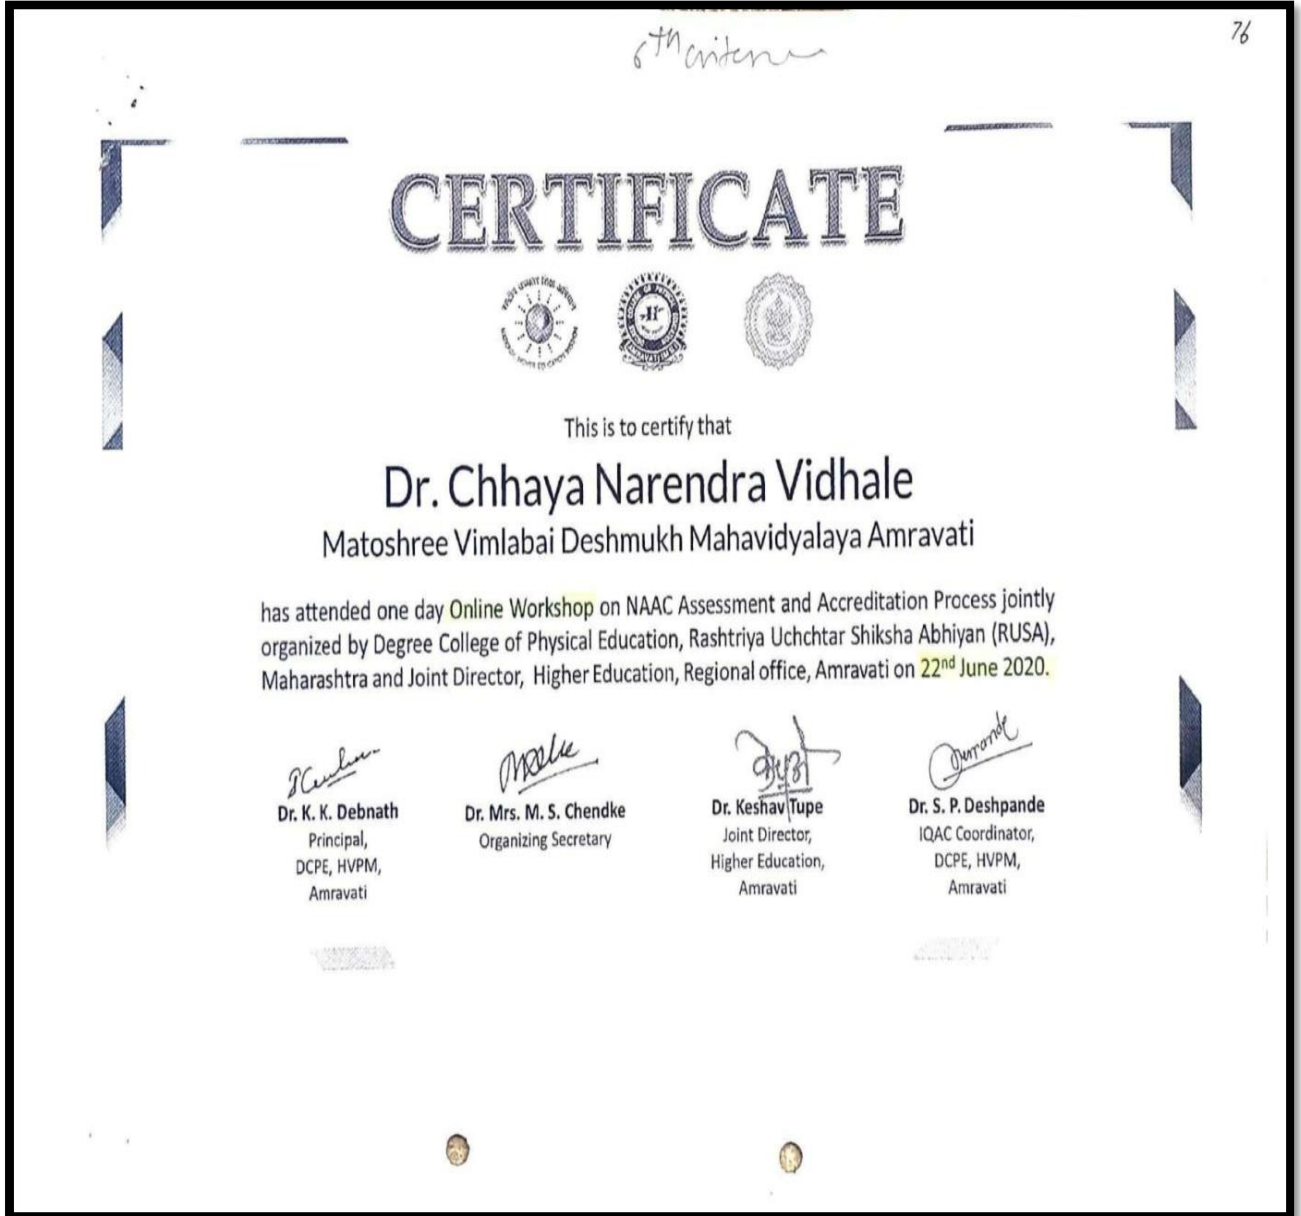 76
6th
CERTIFICATE
This is to certify that
Dr. Chhaya Narendra Vidhale
Matoshree Vimlabai Deshmukh Mahavidyalaya Amravati
has attended one day Online Workshop on NAAC Assessment and Accreditation Process jointly
organized by Degree College of Physical Education, Rashtriya Uchchtar Shiksha Abhiyan (RUSA),
Maharashtra and Joint Director, Higher Education, Regional office, Amravati on 22nd June 2020.
Dr. K. K. Debnath
Principal,
DCPE, HVPM,
Amravati
Dr. Mrs. M. S. Chendke
Organizing Secretary
Dr. Keshav Tupe
Joint Director,
Higher Education,
Amravati
Dr. S. P. Deshpande
IQAC Coordinator,
DCPE, HVPM,
Amravati